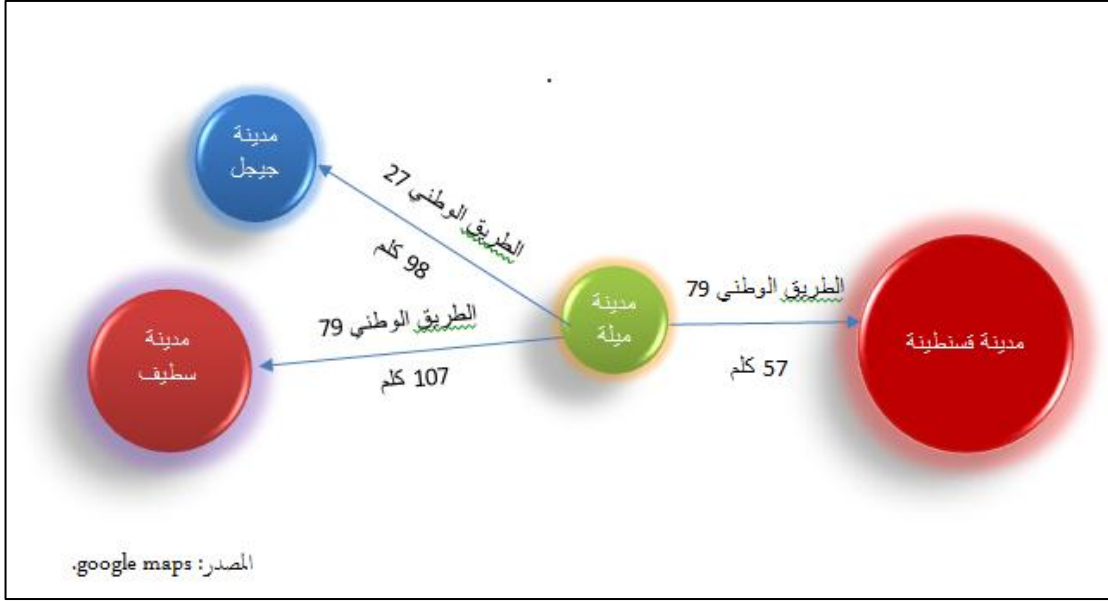 مدينة
جيجل
الطريق الوطني 27
98 كلم
مدينة
ميلة
الطريق الوطني 79
57 كلم
مدينة قسنطينة
الطريق الوطني 79
107 كلم
مدينة
سطيف
المصدر: google maps.